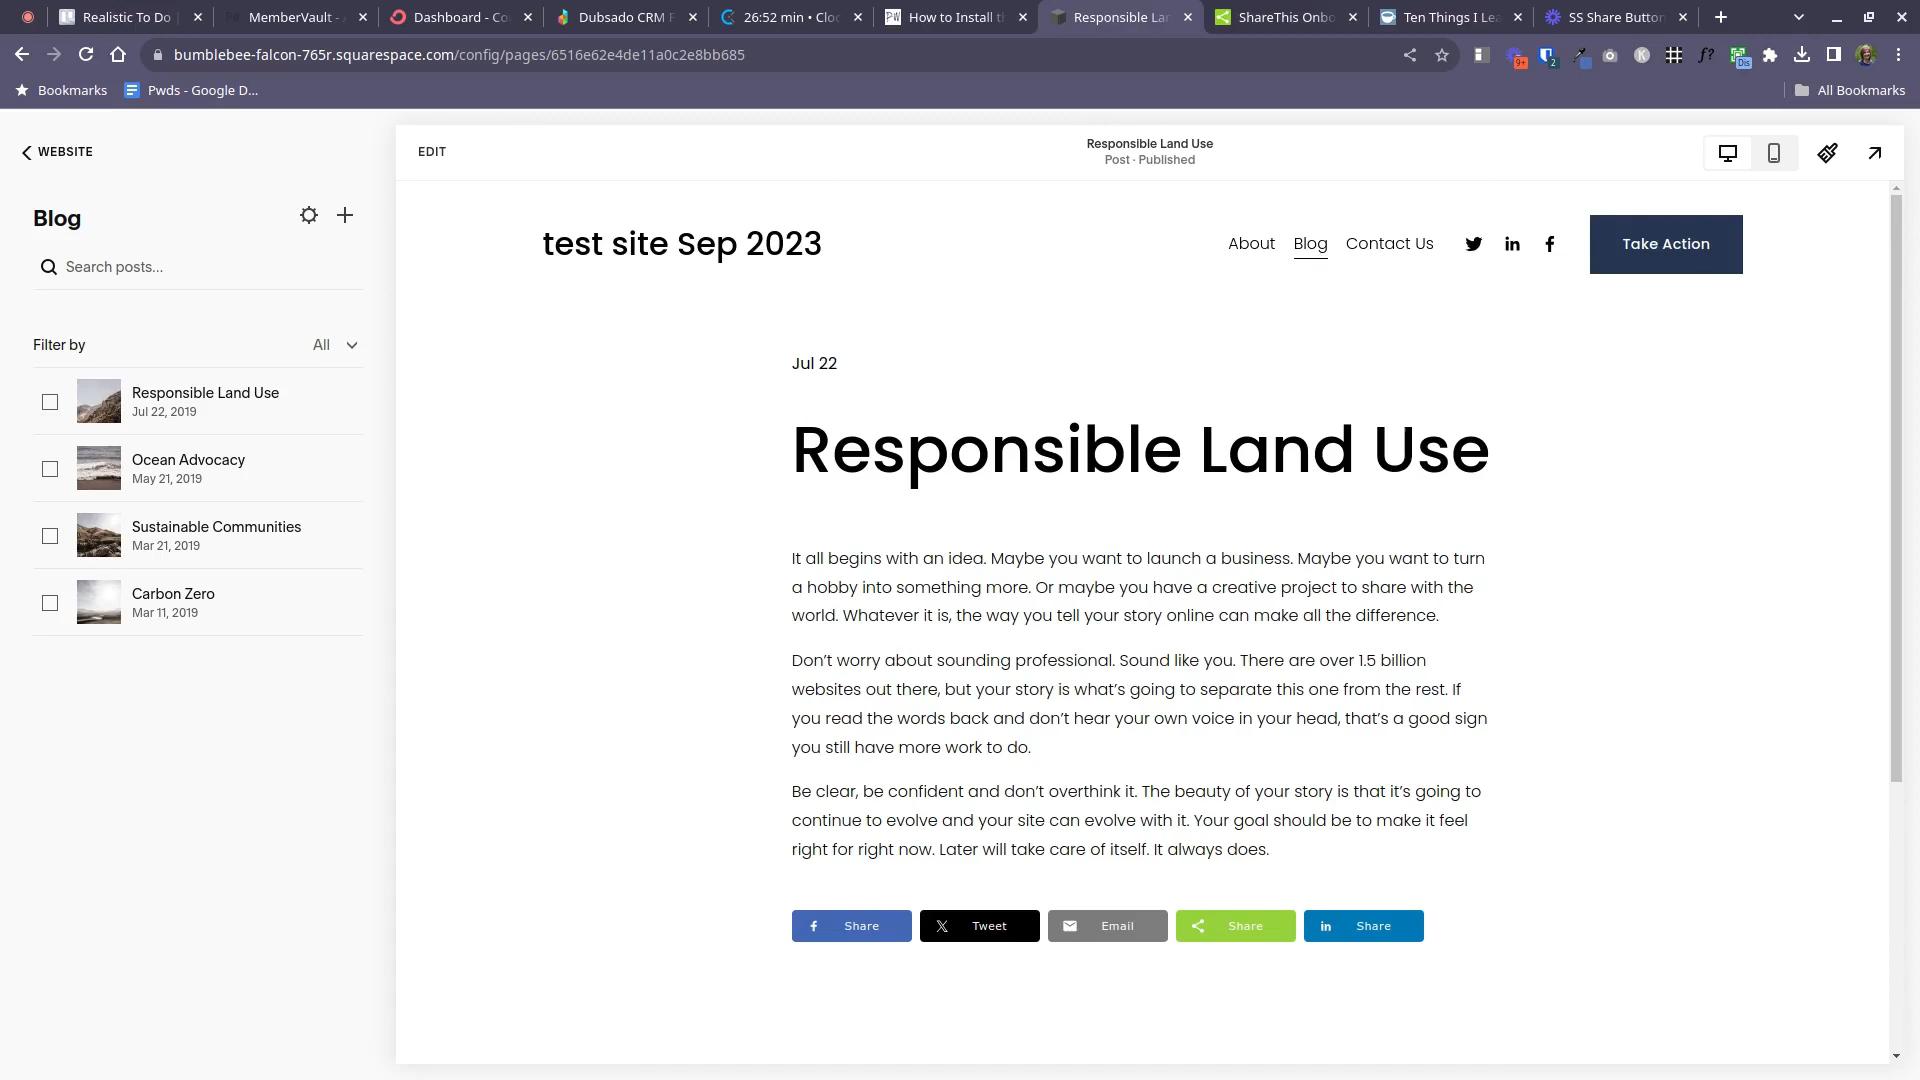 Realistic To Do
MemberVault -
Dashboard - Co
Dubsado CRM F
26:52 min • Cloc
PW
How to Install t
Responsible Lan
ShareThis Onbo
Ten Things I Lea
SS Share Button
bumblebee-falcon-765r.squarespace.com/config/pages/6516e62e4de11a0c2e8bb685
9+
2
K
f?
Dis
Bookmarks
Pwds - Google D...
All Bookmarks
WEBSITE
EDIT
Responsible Land Use
Post · Published
Blog
Search posts...
Filter by
All
Responsible Land Use
Jul 22, 2019
Ocean Advocacy
May 21, 2019
Sustainable Communities
Mar 21, 2019
Carbon Zero
Mar 11, 2019
test site Sep 2023
About
Blog
Contact Us
Take Action
Jul 22
Responsible Land Use
It all begins with an idea. Maybe you want to launch a business. Maybe you want to turn
a hobby into something more. Or maybe you have a creative project to share with the
world. Whatever it is, the way you tell your story online can make all the difference.
Don't worry about sounding professional. Sound like you. There are over 1.5 billion
websites out there, but your story is what's going to separate this one from the rest. If
you read the words back and don't hear your own voice in your head, that's a good sign
you still have more work to do.
Be clear, be confident and don't overthink it. The beauty of your story is that it's going to
continue to evolve and your site can evolve with it. Your goal should be to make it feel
right for right now. Later will take care of itself. It always does.
Share
Tweet
Email
Share
Share